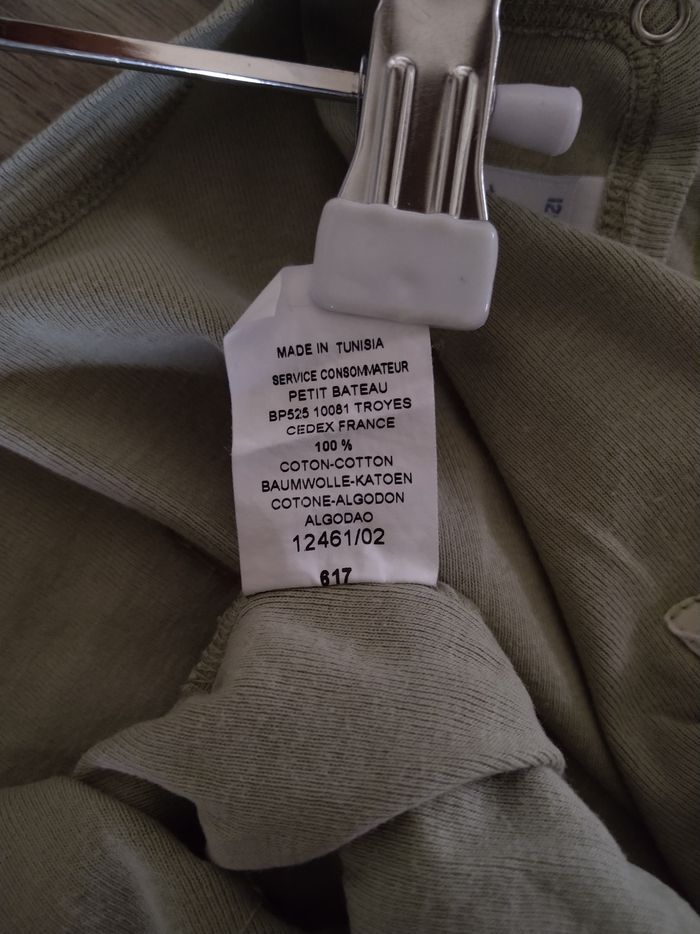 12
MADE IN TUNISIA
SERVICE CONSOMMATEUR
PETIT BATEAU
BP525 10081 TROYES
CEDEX FRANCE
100 %
COTON-COTTON
BAUMWOLLE-KATOEN
COTONE-ALGODON
ALGODAO
12461/02
617